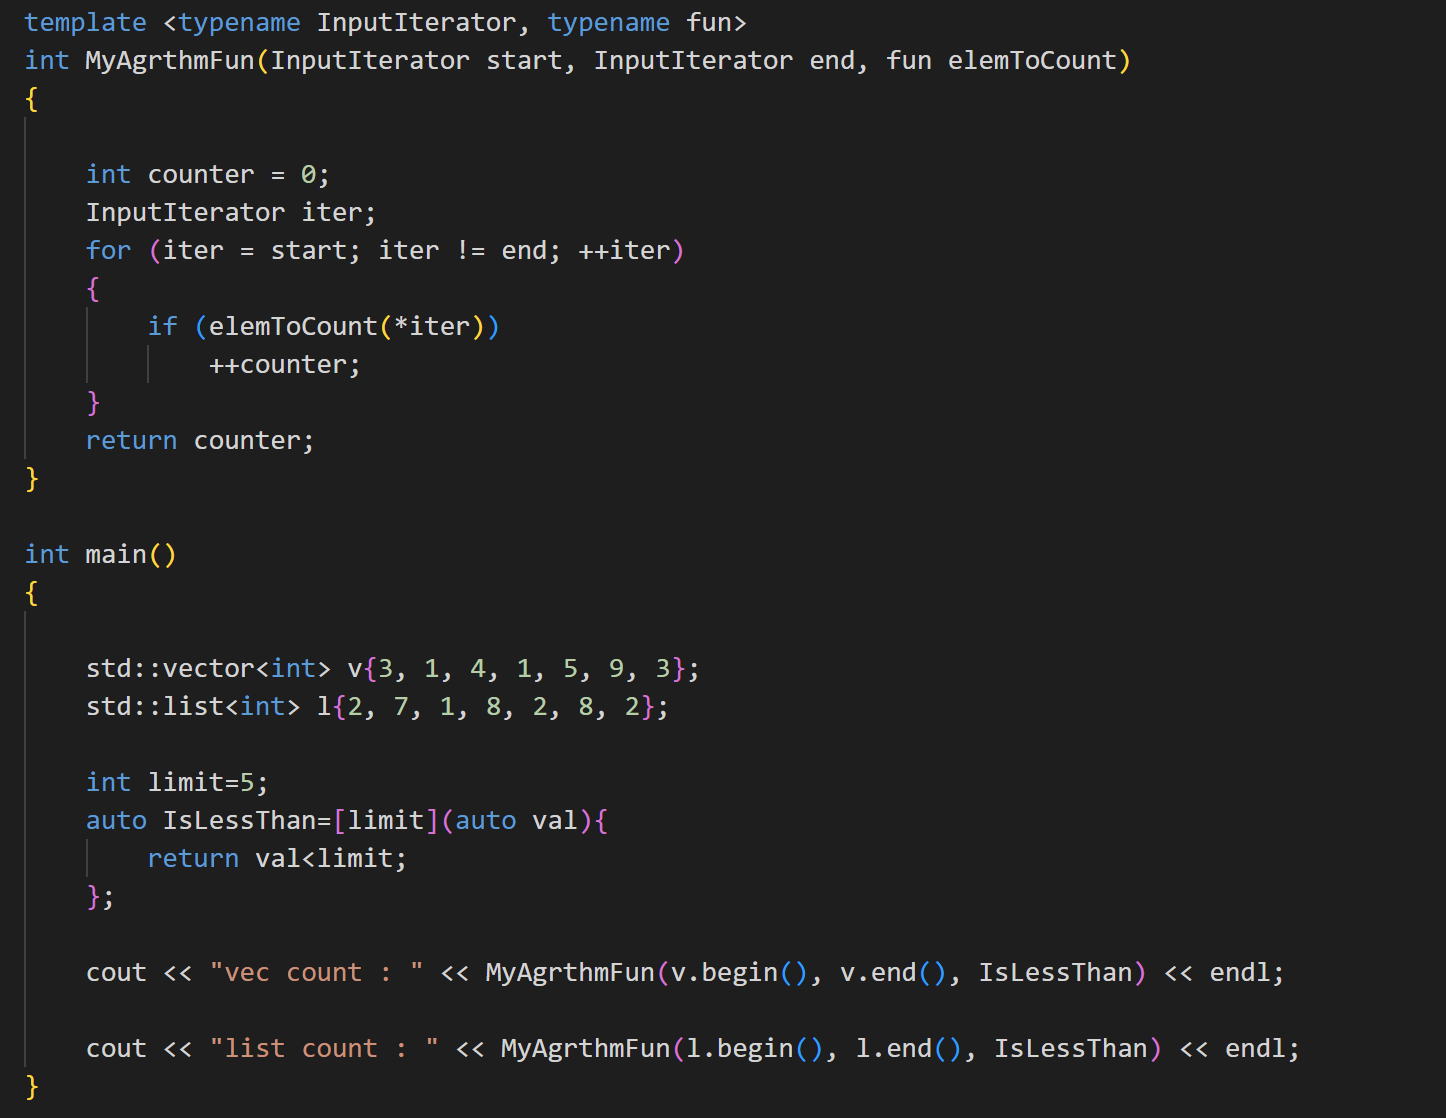 template <typename InputIterator, typename fun>
int MyAgrthmFun(InputIterator start, InputIterator end, fun elemToCount)
{
    int counter = 0;
    InputIterator iter;
    for (iter = start; iter != end; ++iter)
    {
        if (elemToCount(*iter))
            ++counter;
    }
    return counter;
}
int main()
{
    std::vector<int> v{3, 1, 4, 1, 5, 9, 3};
    std::list<int> l{2, 7, 1, 8, 2, 8, 2};
    int limit=5;
    auto IsLessThan=[limit](auto val){
        return val<limit;
    };
    cout << "vec count : " << MyAgrthmFun(v.begin(), v.end(), IsLessThan) << endl;
    cout << "list count : " << MyAgrthmFun(l.begin(), l.end(), IsLessThan) << endl;
}